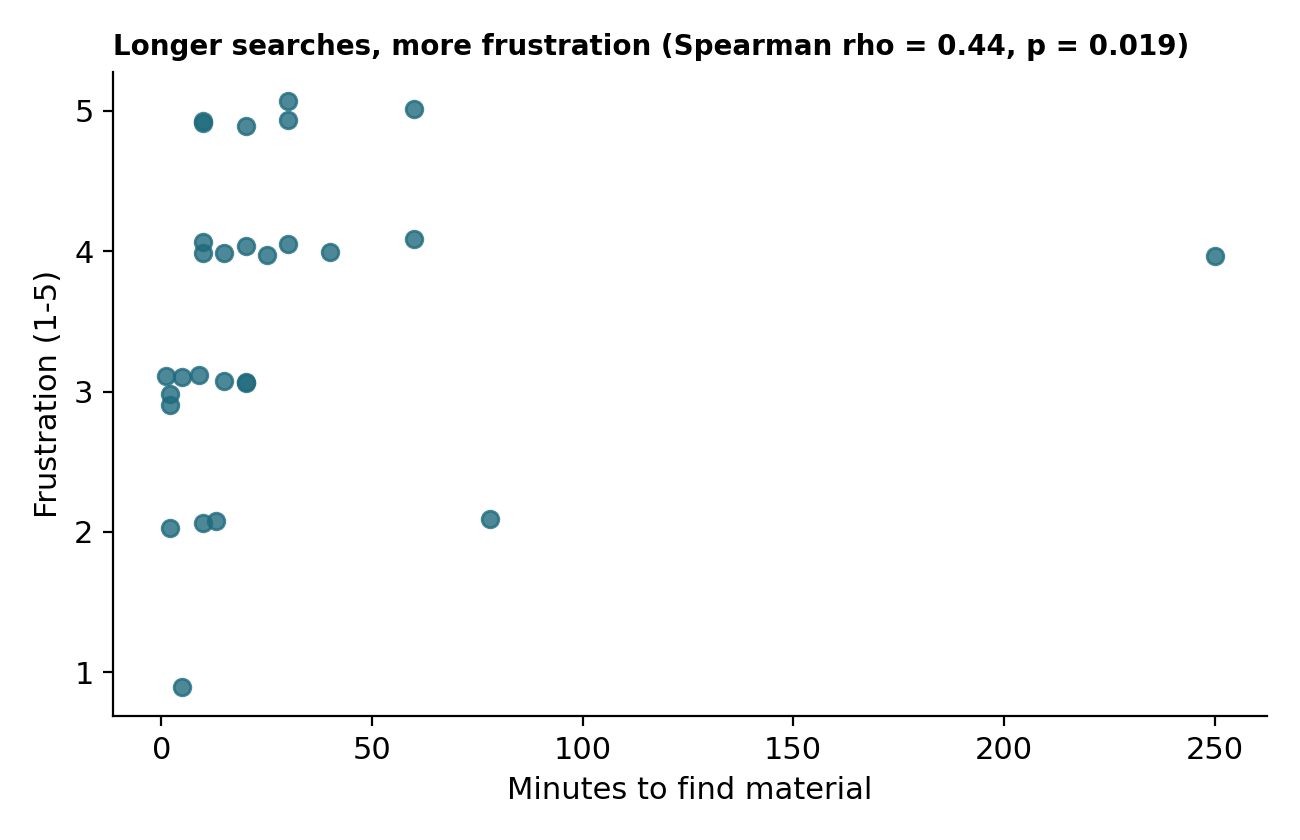 Longer searches, more frustration (Spearman rho = 0.44, p = 0.019)
5
4
3
2
1
Frustration (1-5)
0 50 100 150 200 250
Minutes to find material